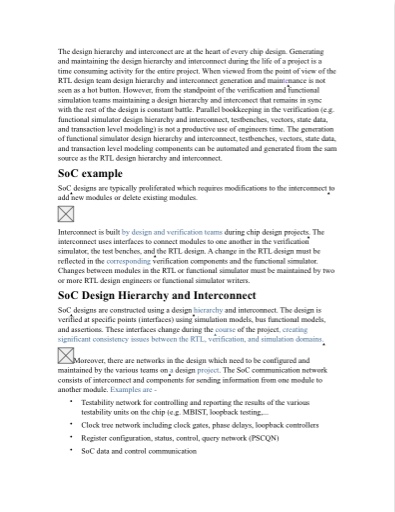 The design hierarchy and interconect are at the heart of every chip design. Generating
and maintaining the design hierarchy and interconnect during the life of a project is a
time consuming activity for the entire project. When viewed from the point of view of the
RTL design team design hierarchy and interconnect generation and maintenance is not
seen as a hot button. However, from the standpoint of the verification and functional
simulation teams maintaining a design hierarchy and interconect that remains in sync
with the rest of the design is constant battle. Parallel bookkeeping in the verification (e.g.
functional simulator design hierarchy and interconnect, testbenches, vectors, state data,
and transaction level modeling) is not a productive use of engineers time. The generation
of functional simulator design hierarchy and interconnect, testbenches, vectors, state data,
and transaction level modeling components can be automated and generated from the sam
source as the RTL design hierarchy and interconnect.
SoC example
SoC designs are typically proliferated which requires modifications to the interconnect to
add new modules or delete existing modules.
Interconnect is built by design and verification teams during chip design projects. The
interconnect uses interfaces to connect modules to one another in the verification
simulator, the test benches, and the RTL design. A change in the RTL design must be
reflected in the corresponding verification components and the functional simulator.
Changes between modules in the RTL or functional simulator must be maintained by two
or more RTL design engineers or functional simulator writers.
SoC Design Hierarchy and Interconnect
SoC designs are constructed using a design hierarchy and interconnect. The design is
verified at specific points (interfaces) using simulation models, bus functional models,
and assertions. These interfaces change during the course of the project, creating
significant consistency issues between the RTL, verification, and simulation domains.
Moreover, there are networks in the design which need to be configured and
maintained by the various teams on a design project. The SoC communication network
consists of interconnect and components for sending information from one module to
another module. Examples are -
• Testability network for controlling and reporting the results of the various
testability units on the chip (e.g. MBIST, loopback testing,...
• Clock tree network including clock gates, phase delays, loopback controllers
• Register configuration, status, control, query network (PSCQN)
• SoC data and control communication